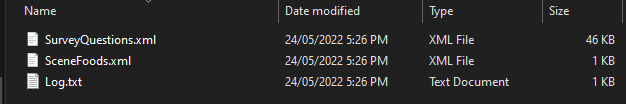 Name Date modified Type Size
SurveyQuestions.xml 24/05/2022 5:26 PM XML File 46 KB
SceneFoods.xml 24/05/2022 5:26 PM XML File 1 KB
Log.txt 24/05/2022 5:26 PM Text Document 1 KB